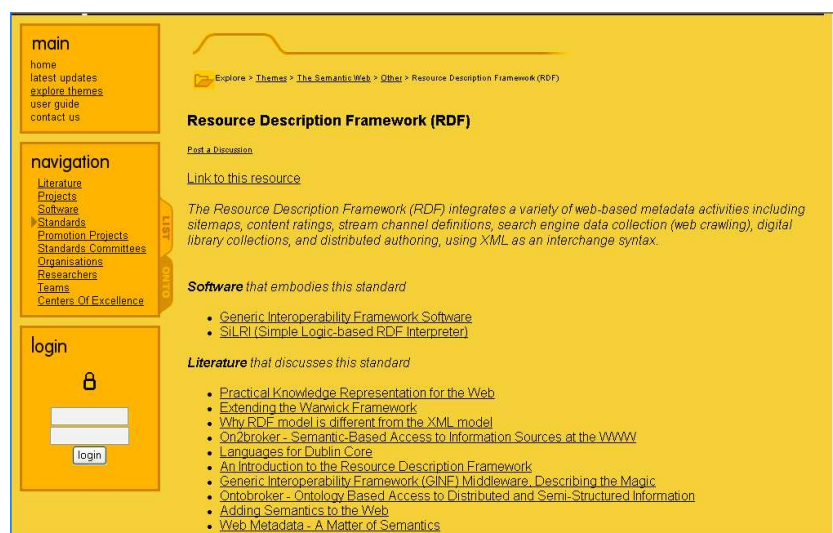 main
home
latest updates
explore themes
user guide
contact us
navigation
Literature
Projects
Software
Standards
Promotion Projects
Standards Committees
Organisations
Researchers
Teams
Centers Of Excellence
LIST
ONTO
login
login
Explore > Themes > The Semantic Web > Other > Resource Description Framework (RDF)
Resource Description Framework (RDF)
Post a Discussion
Link to this resource
The Resource Description Framework (RDF) integrates a variety of web-based metadata activities including
sitemaps, content ratings, stream channel definitions, search engine data collection (web crawling), digital
library collections, and distributed authoring, using XML as an interchange syntax.
Software that embodies this standard
Generic Interoperability Framework Software
SiLRI (Simple Logic-based RDF Interpreter)
Literature that discusses this standard
Practical Knowledge Representation for the Web
Extending the Warwick Framework
Why RDF model is different from the XML model
On2broker - Semantic-Based Access to Information Sources at the WWW
Languages for Dublin Core
An Introduction to the Resource Description Framework
Generic Interoperability Framework (GINF) Middleware, Describing the Magic
Ontobroker - Ontology Based Access to Distributed and Semi-Structured Information
Adding Semantics to the Web
Web Metadata - A Matter of Semantics